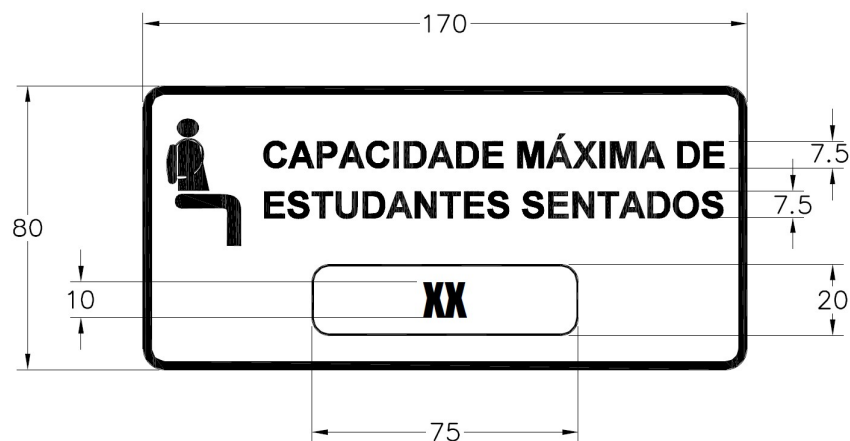 170
CAPACIDADE MÁXIMA DE
7.5
ESTUDANTES SENTADOS
7.5
80
10
XX
20
75